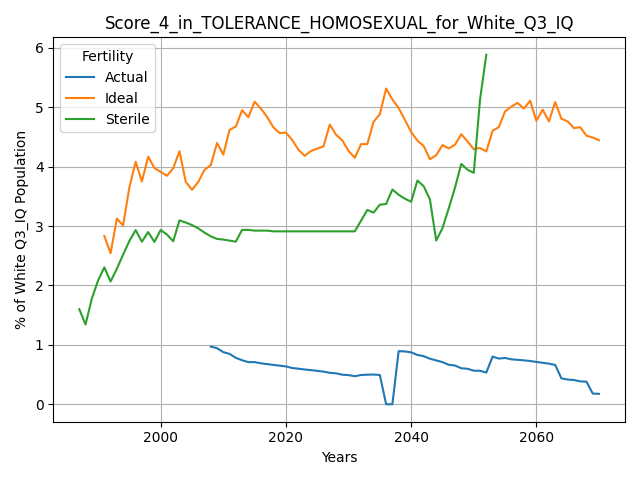 Score_4_in_TOLERANCE_HOMOSEXUAL_for_White_Q3_IQ
Fertility
Actual
Ideal
Sterile
% of White Q3_IQ Population
6
5
4
3
2
1
0
2000
2020
2040
2060
Years